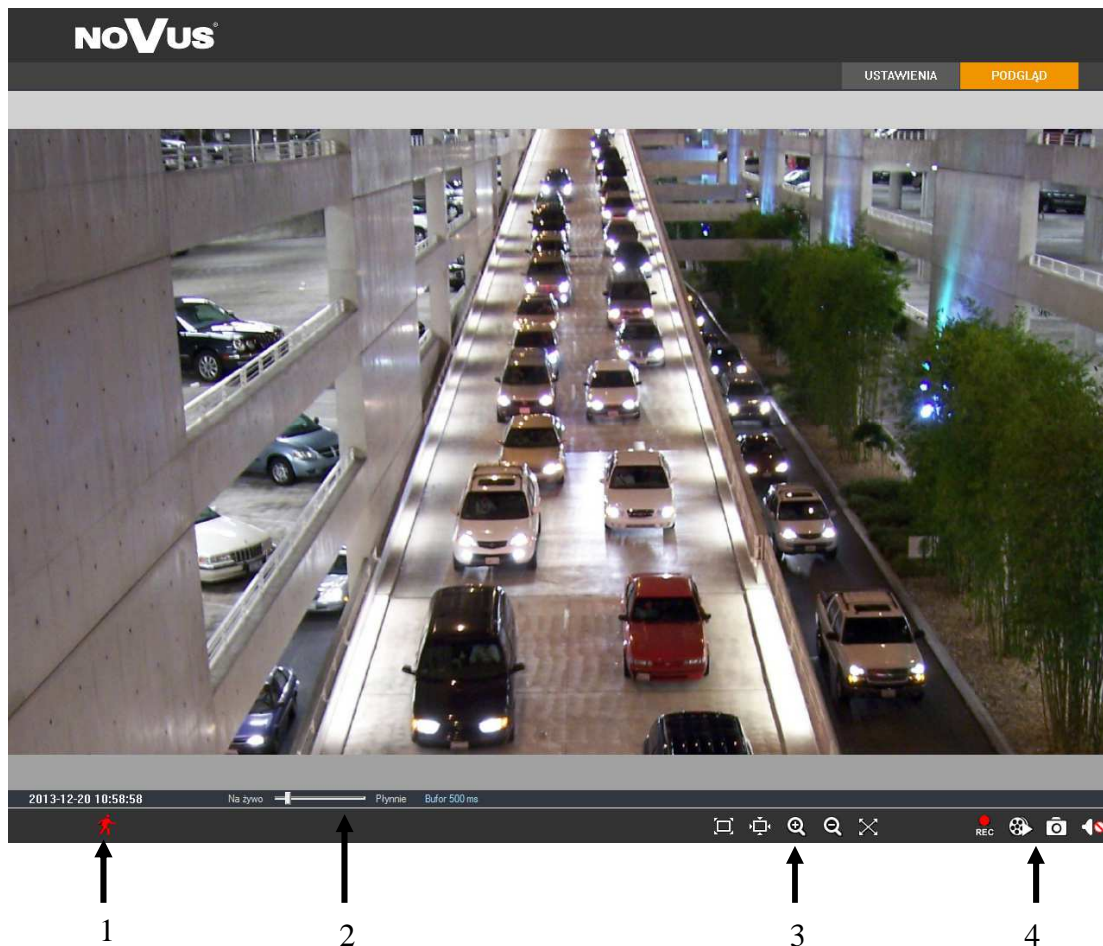 NOVUS®
USTAWIENIA PODGLĄD
2013-12-20 10:58:58 Na żywo Płynnie Bufor 500 ms
REC
1 2 3 4